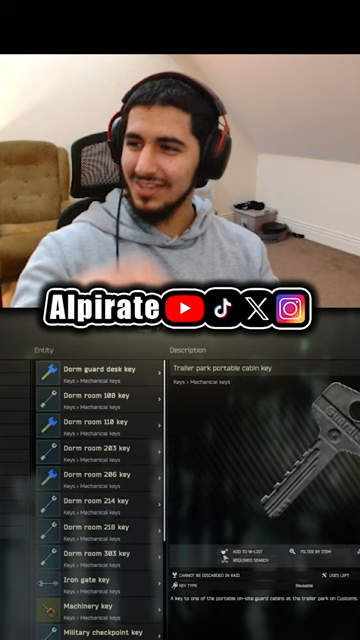 Alpirate
Entity
Description
Dorm guard desk key
Keys > Mechanical keys
Dorm room 108 key
Keys > Mechanical keys
Dorm room 110 key
Keys > Mechanical keys
Dorm room 203 key
Keys > Mechanical keys
Dorm room 206 key
Keys > Mechanical keys
Dorm room 214 key
Keys > Mechanical keys
Dorm room 218 key
Keys > Mechanical keys
Dorm room 303 key
Keys > Mechanical keys
Iron gate key
Keys > Mechanical keys
Machinery key
Keys > Mechanical keys
Military checkpoint key
Trailer park portable cabin key
Keys > Mechanical keys
ADD TO W-LIST
FILTER BY ITEM
REQUIRED SEARCH
CANNOT BE DISCARDED IN RAID
USES LEFT
KEY TYPE
Reusable
A key to one of the portable on-site guard cabins at the trailer park on Customs.